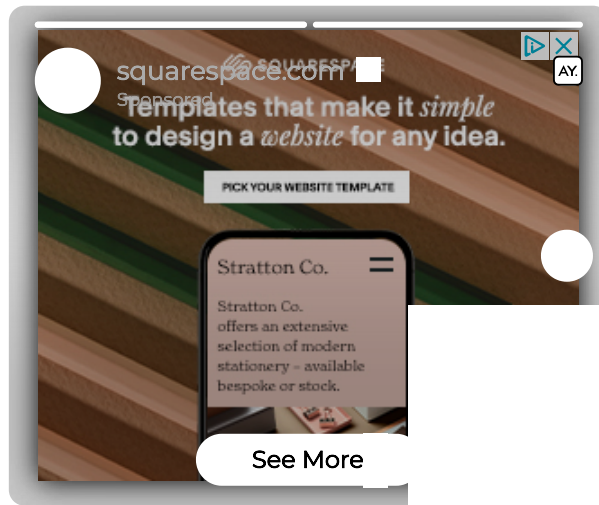 squarespace.com
SQUARESPACE
Sponsored
Templates that make it simple
to design a website for any idea.
PICK YOUR WEBSITE TEMPLATE
AY.
Stratton Co.
Stratton Co.
offers an extensive
selection of modern
stationery – available
bespoke or stock.
See More